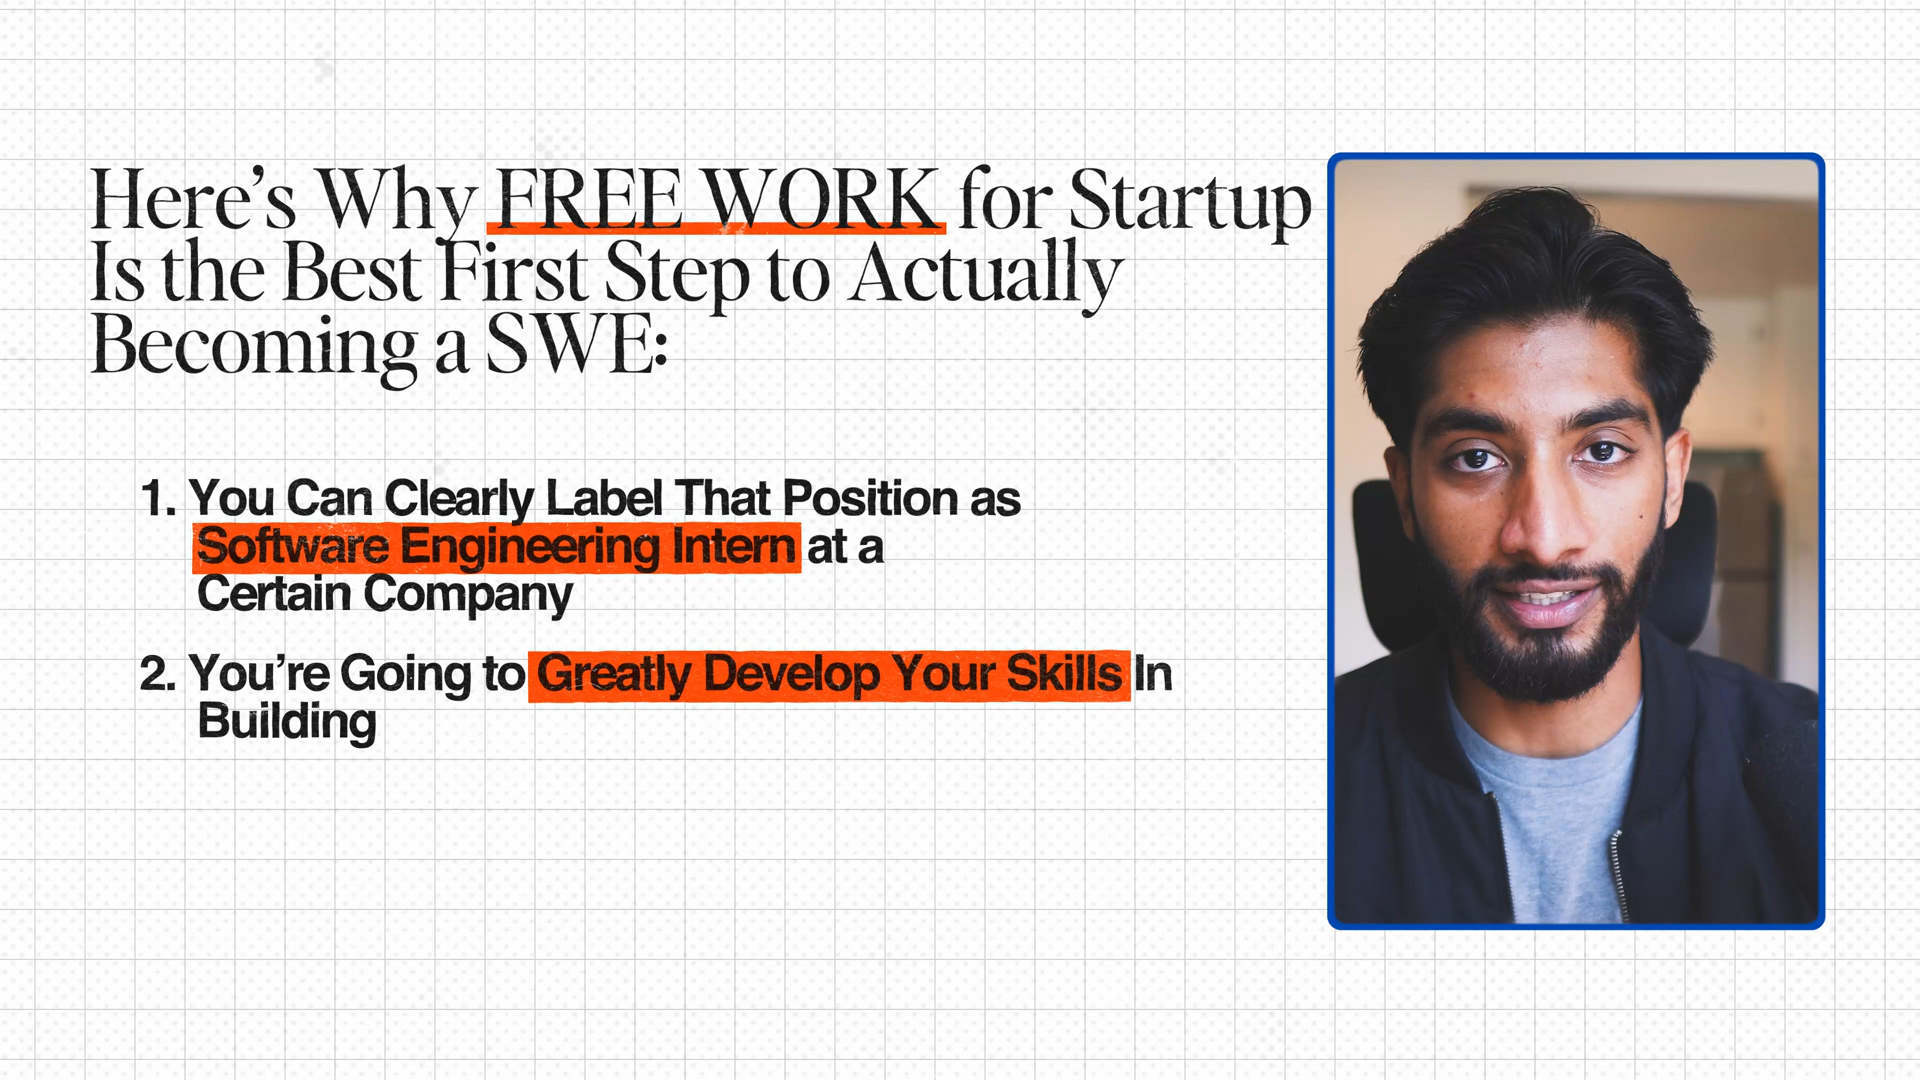 Here’s Why FREE WORK for Startup
Is the Best First Step to Actually
Becoming a SWE:
1. You Can Clearly Label That Position as
Software Engineering Intern at a
Certain Company
2. You’re Going to Greatly Develop Your Skills In
Building